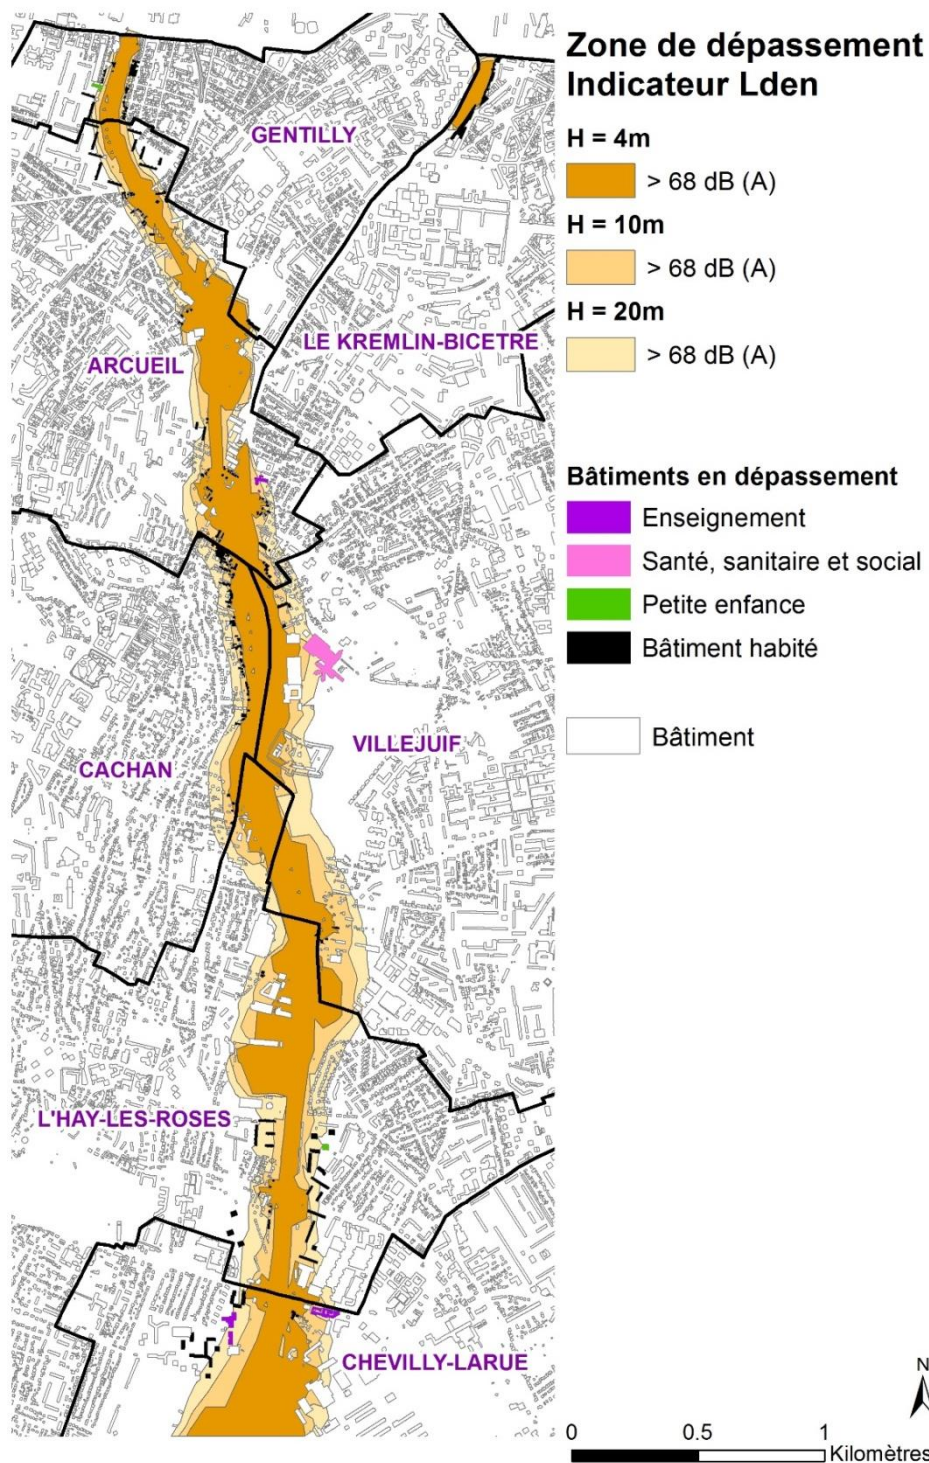 Zone de dépassement
Indicateur Lden
H = 4m
> 68 dB (A)
H = 10m
> 68 dB (A)
H = 20m
> 68 dB (A)
Bâtiments en dépassement
Enseignement
Santé, sanitaire et social
Petite enfance
Bâtiment habité
Bâtiment
GENTILLY
LE KREMLIN-BICETRE
ARCUEIL
VILLEJUIF
CACHAN
L'HAY-LES-ROSES
CHEVILLY-LARUE
N
0 0.5 1
Kilomètres